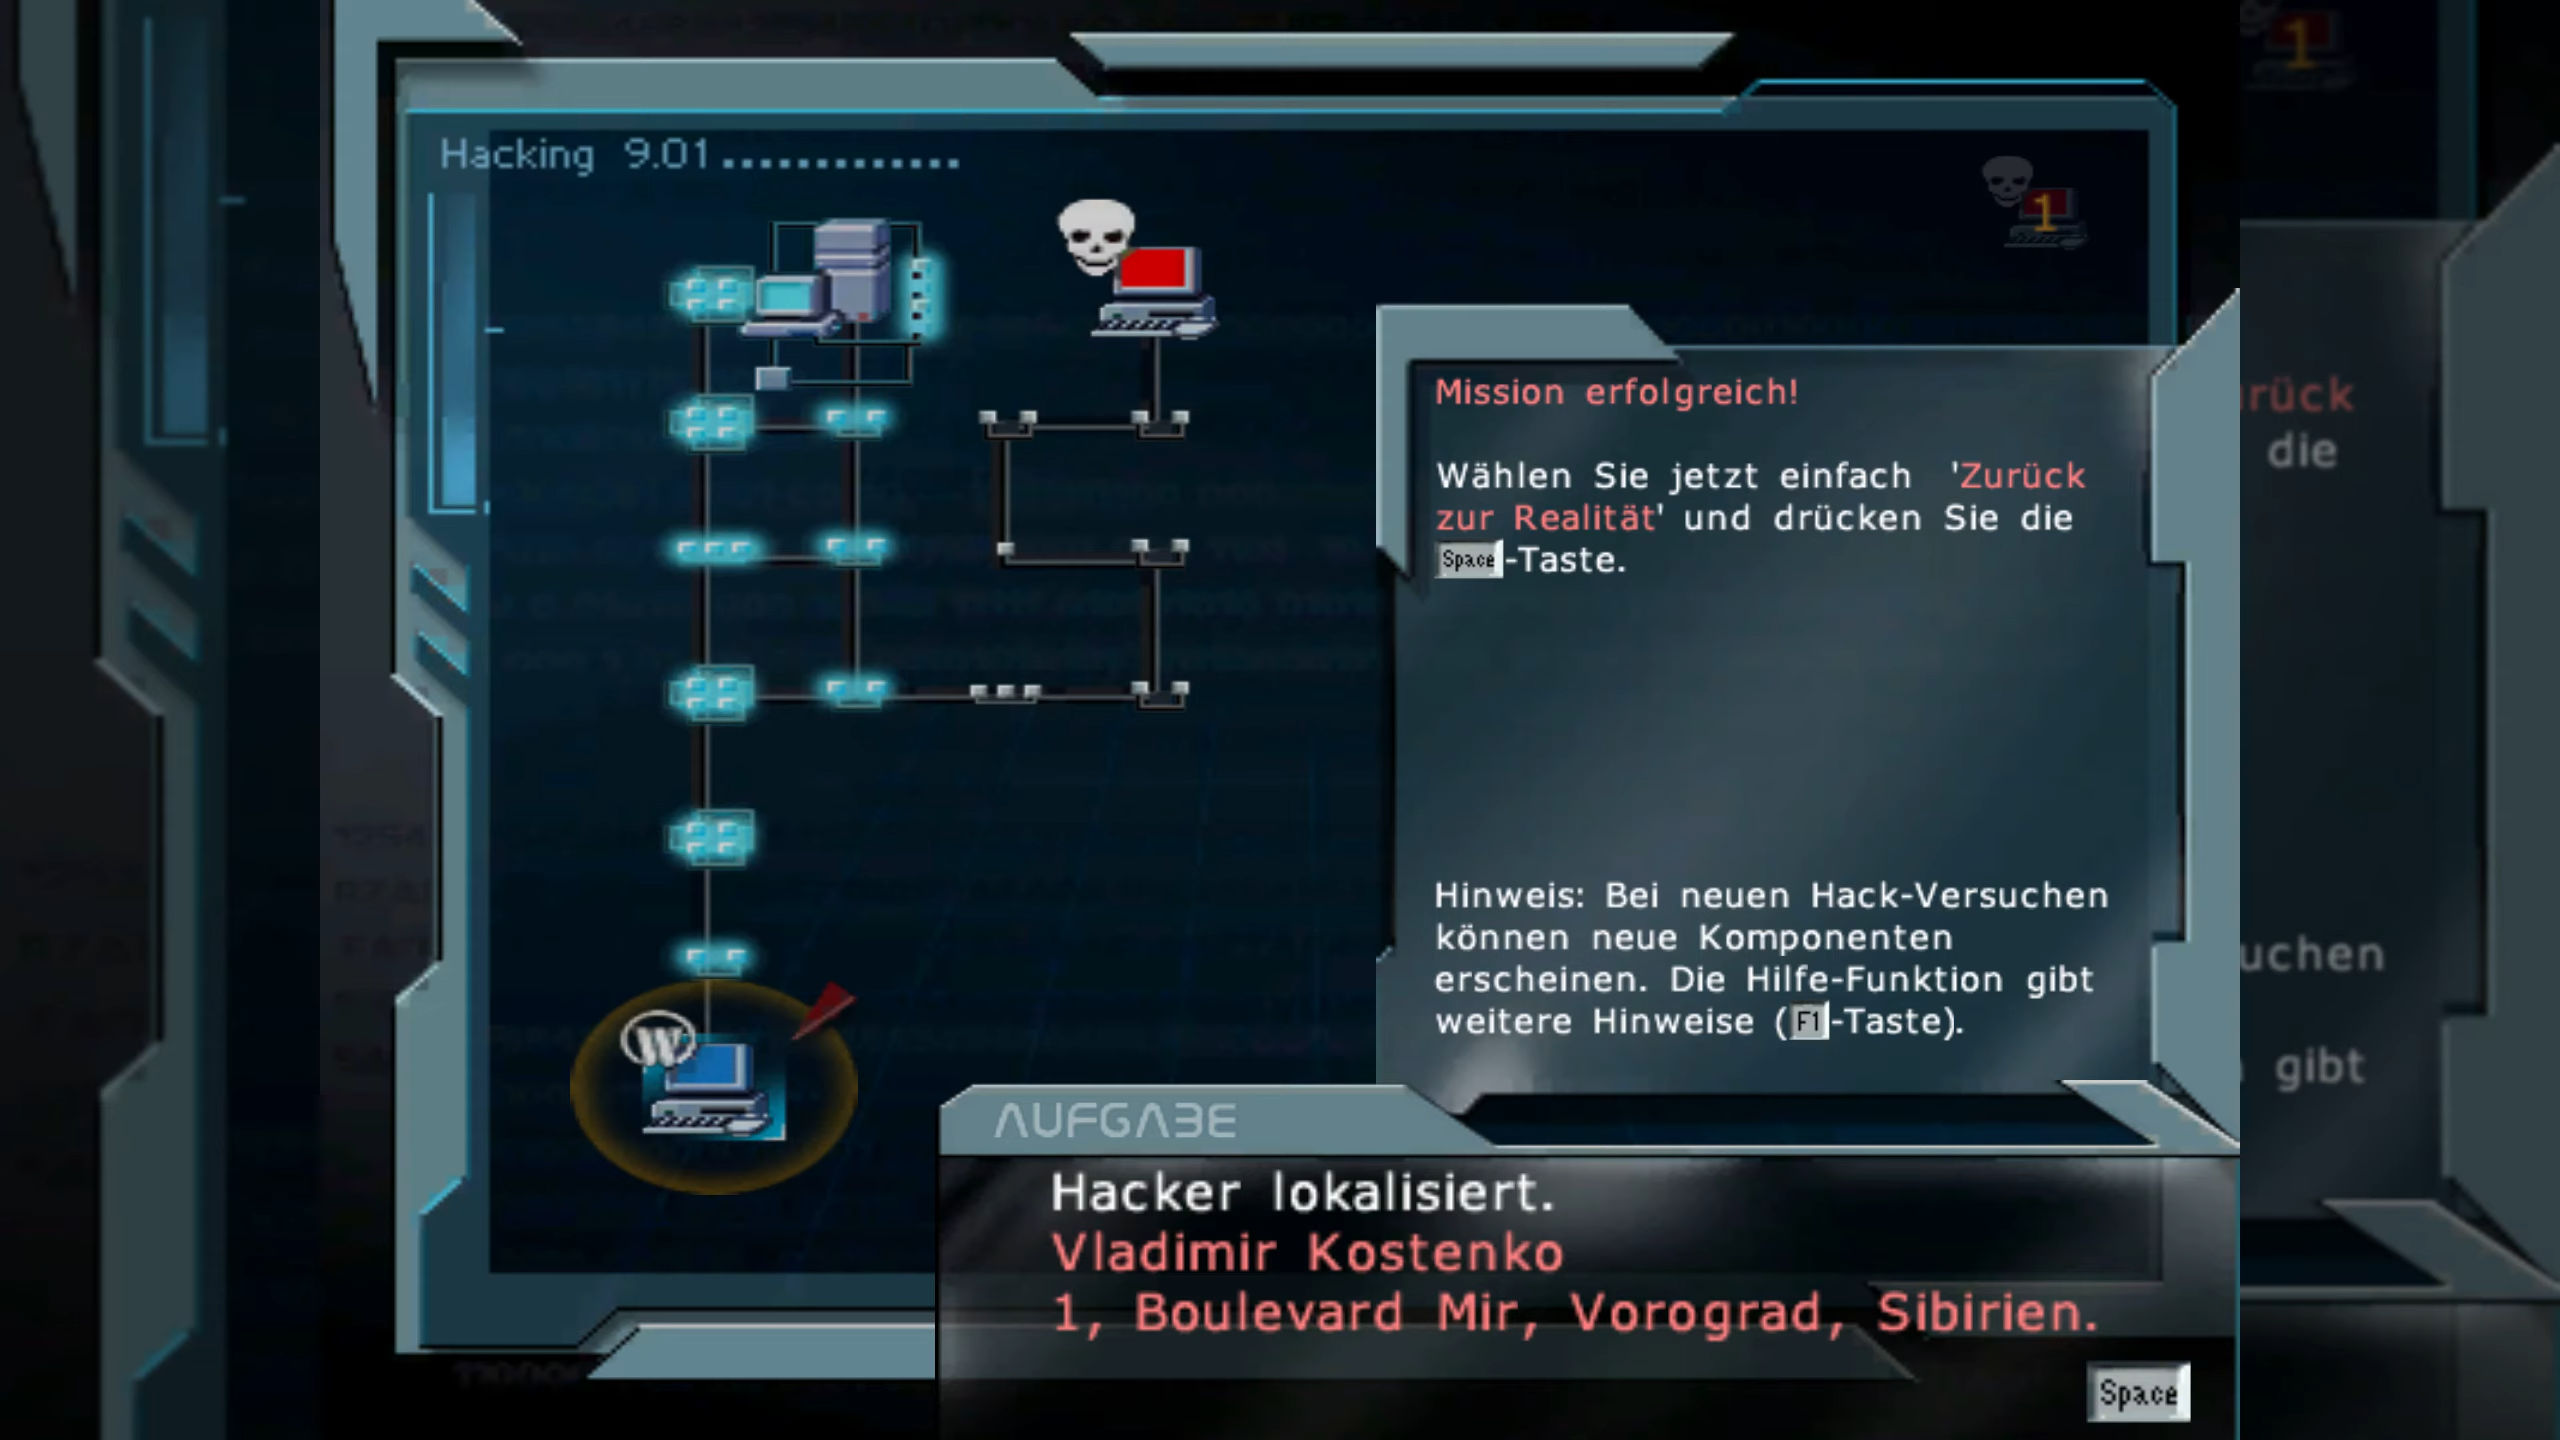 Hacking 9.01.............
1
Mission erfolgreich!
Wählen Sie jetzt einfach 'Zurück
zur Realität' und drücken Sie die
Space-Taste.
Hinweis: Bei neuen Hack-Versuchen
können neue Komponenten
erscheinen. Die Hilfe-Funktion gibt
weitere Hinweise (F1-Taste).
W
AUFGABE
Hacker lokalisiert.
Vladimir Kostenko
1, Boulevard Mir, Vorograd, Sibirien.
Space